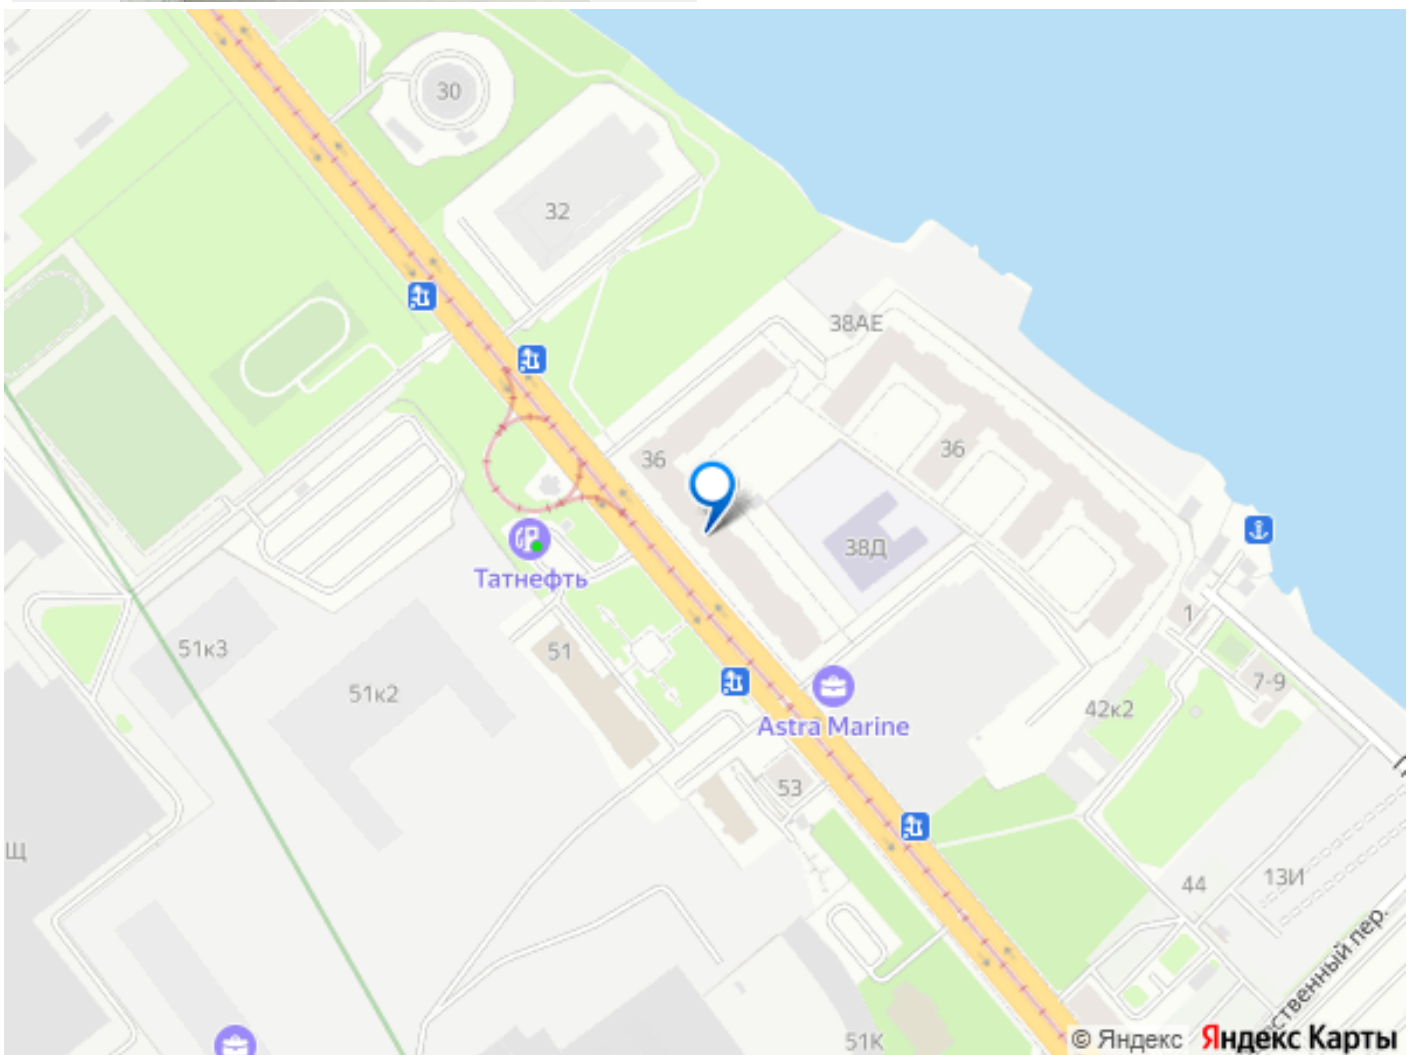 30
32
38АЕ
36
36
38Д
Татнефть
51
51к3
51к2
1
7-9
42к2
Astra Marine
53
Щ
44
13И
ственный пер.
51К
© Яндекс Яндекс Карты